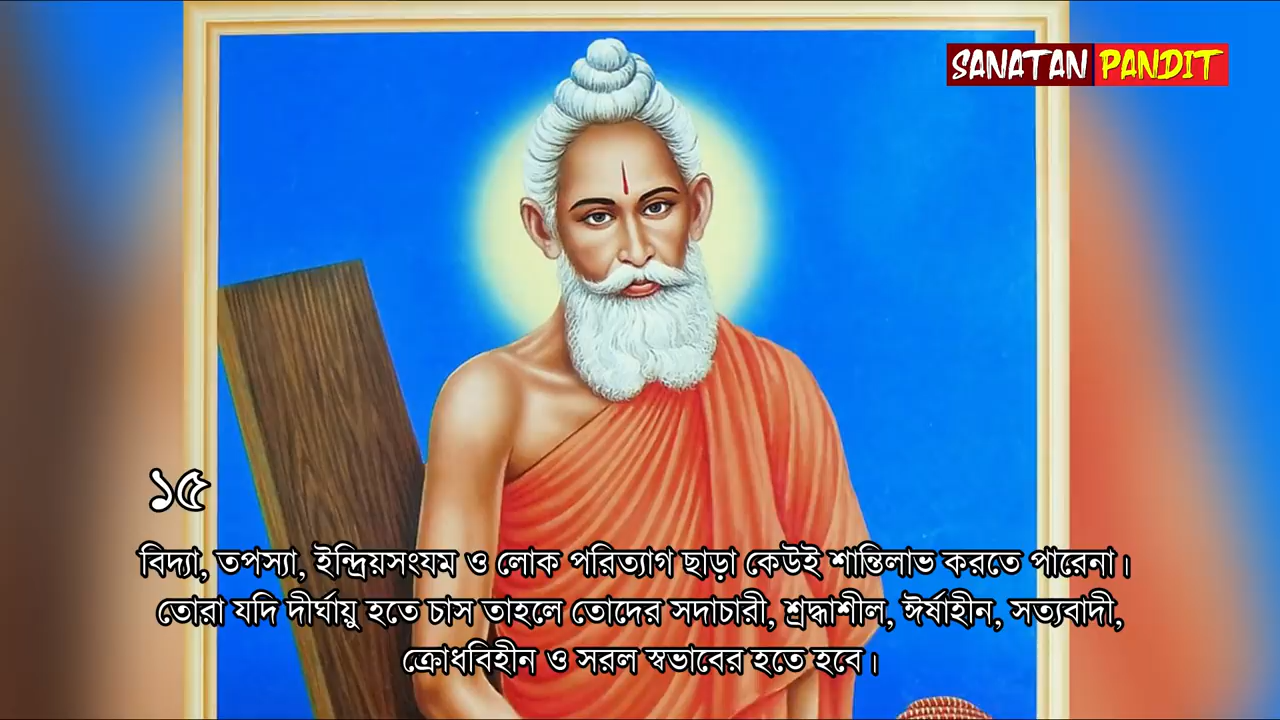 SANATAN PANDIT
১৫
বিদ্যা, তপস্যা, ইন্দ্রিয়সংযম ও লোক পরিত্যাগ ছাড়া কেউই শান্তিলাভ করতে পারেনা।
তোরা যদি দীর্ঘায়ু হতে চাস তাহলে তোদের সদাচারী, শ্রদ্ধাশীল, ঈর্ষাহীন, সত্যবাদী,
ক্রোধবিহীন ও সরল স্বভাবের হতে হবে।